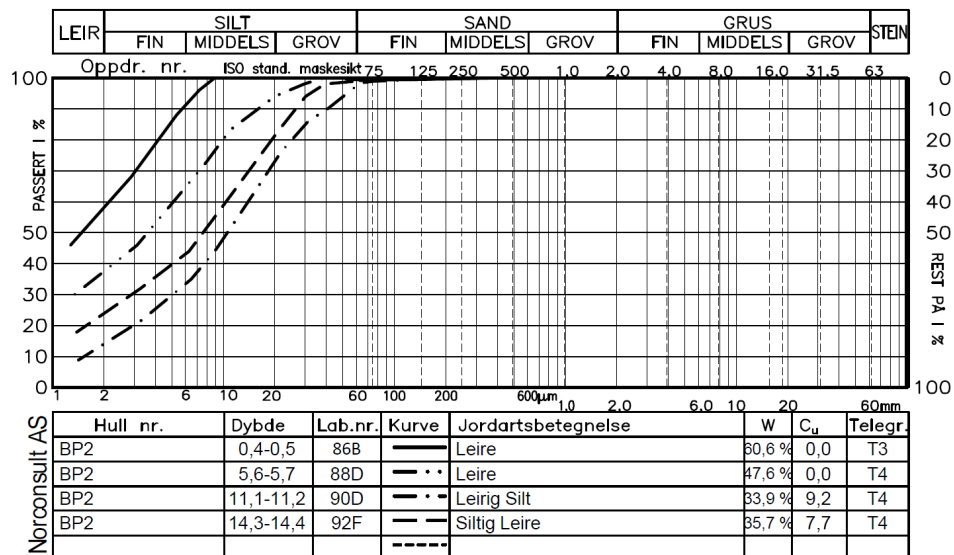 LEIR SILT SAND GRUS STEIN
FIN MIDDELS GROV FIN MIDDELS GROV FIN MIDDELS GROV
Oppdr. nr. ISO stand. maskesikt 75 125 250 500 1.0 2.0 4.0 8.0 16.0 31.5 63
PASSERT I %
100 90 80 70 60 50 40 30 20 10 0
0 10 20 30 40 50 100
REST PÅ I %
1 2 6 10 20 60 100 200 600µm 1.0 2.0 6.0 10 20 60mm
Norconsult AS
Hull nr. Dybde Lab.nr. Kurve Jordartsbetegnelse W Cu Telegr.
BP2 0,4-0,5 86B Leire 60,6 % 0,0 T3
BP2 5,6-5,7 88D Leire 47,6 % 0,0 T4
BP2 11,1-11,2 90D Leirig Silt 33,9 % 9,2 T4
BP2 14,3-14,4 92F Siltig Leire 35,7 % 7,7 T4